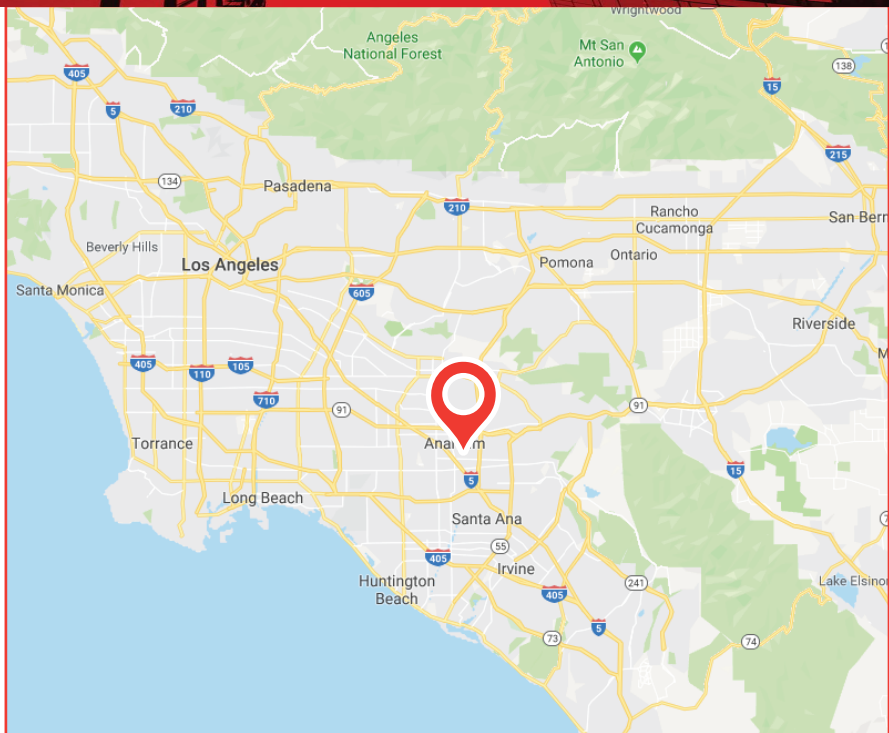 Wrightwood
Angeles
National Forest
Mt San
Antonio
138
405
15
5
210
215
134
Pasadena
210
Rancho
Cucamonga
San Bern
Beverly Hills
Los Angeles
Pomona
Ontario
Santa Monica
605
Riverside
405
110
105
710
91
91
Torrance
Anaheim
5
15
Long Beach
Santa Ana
55
405
Irvine
Huntington
Beach
405
241
Lake Elsinor
5
73
74